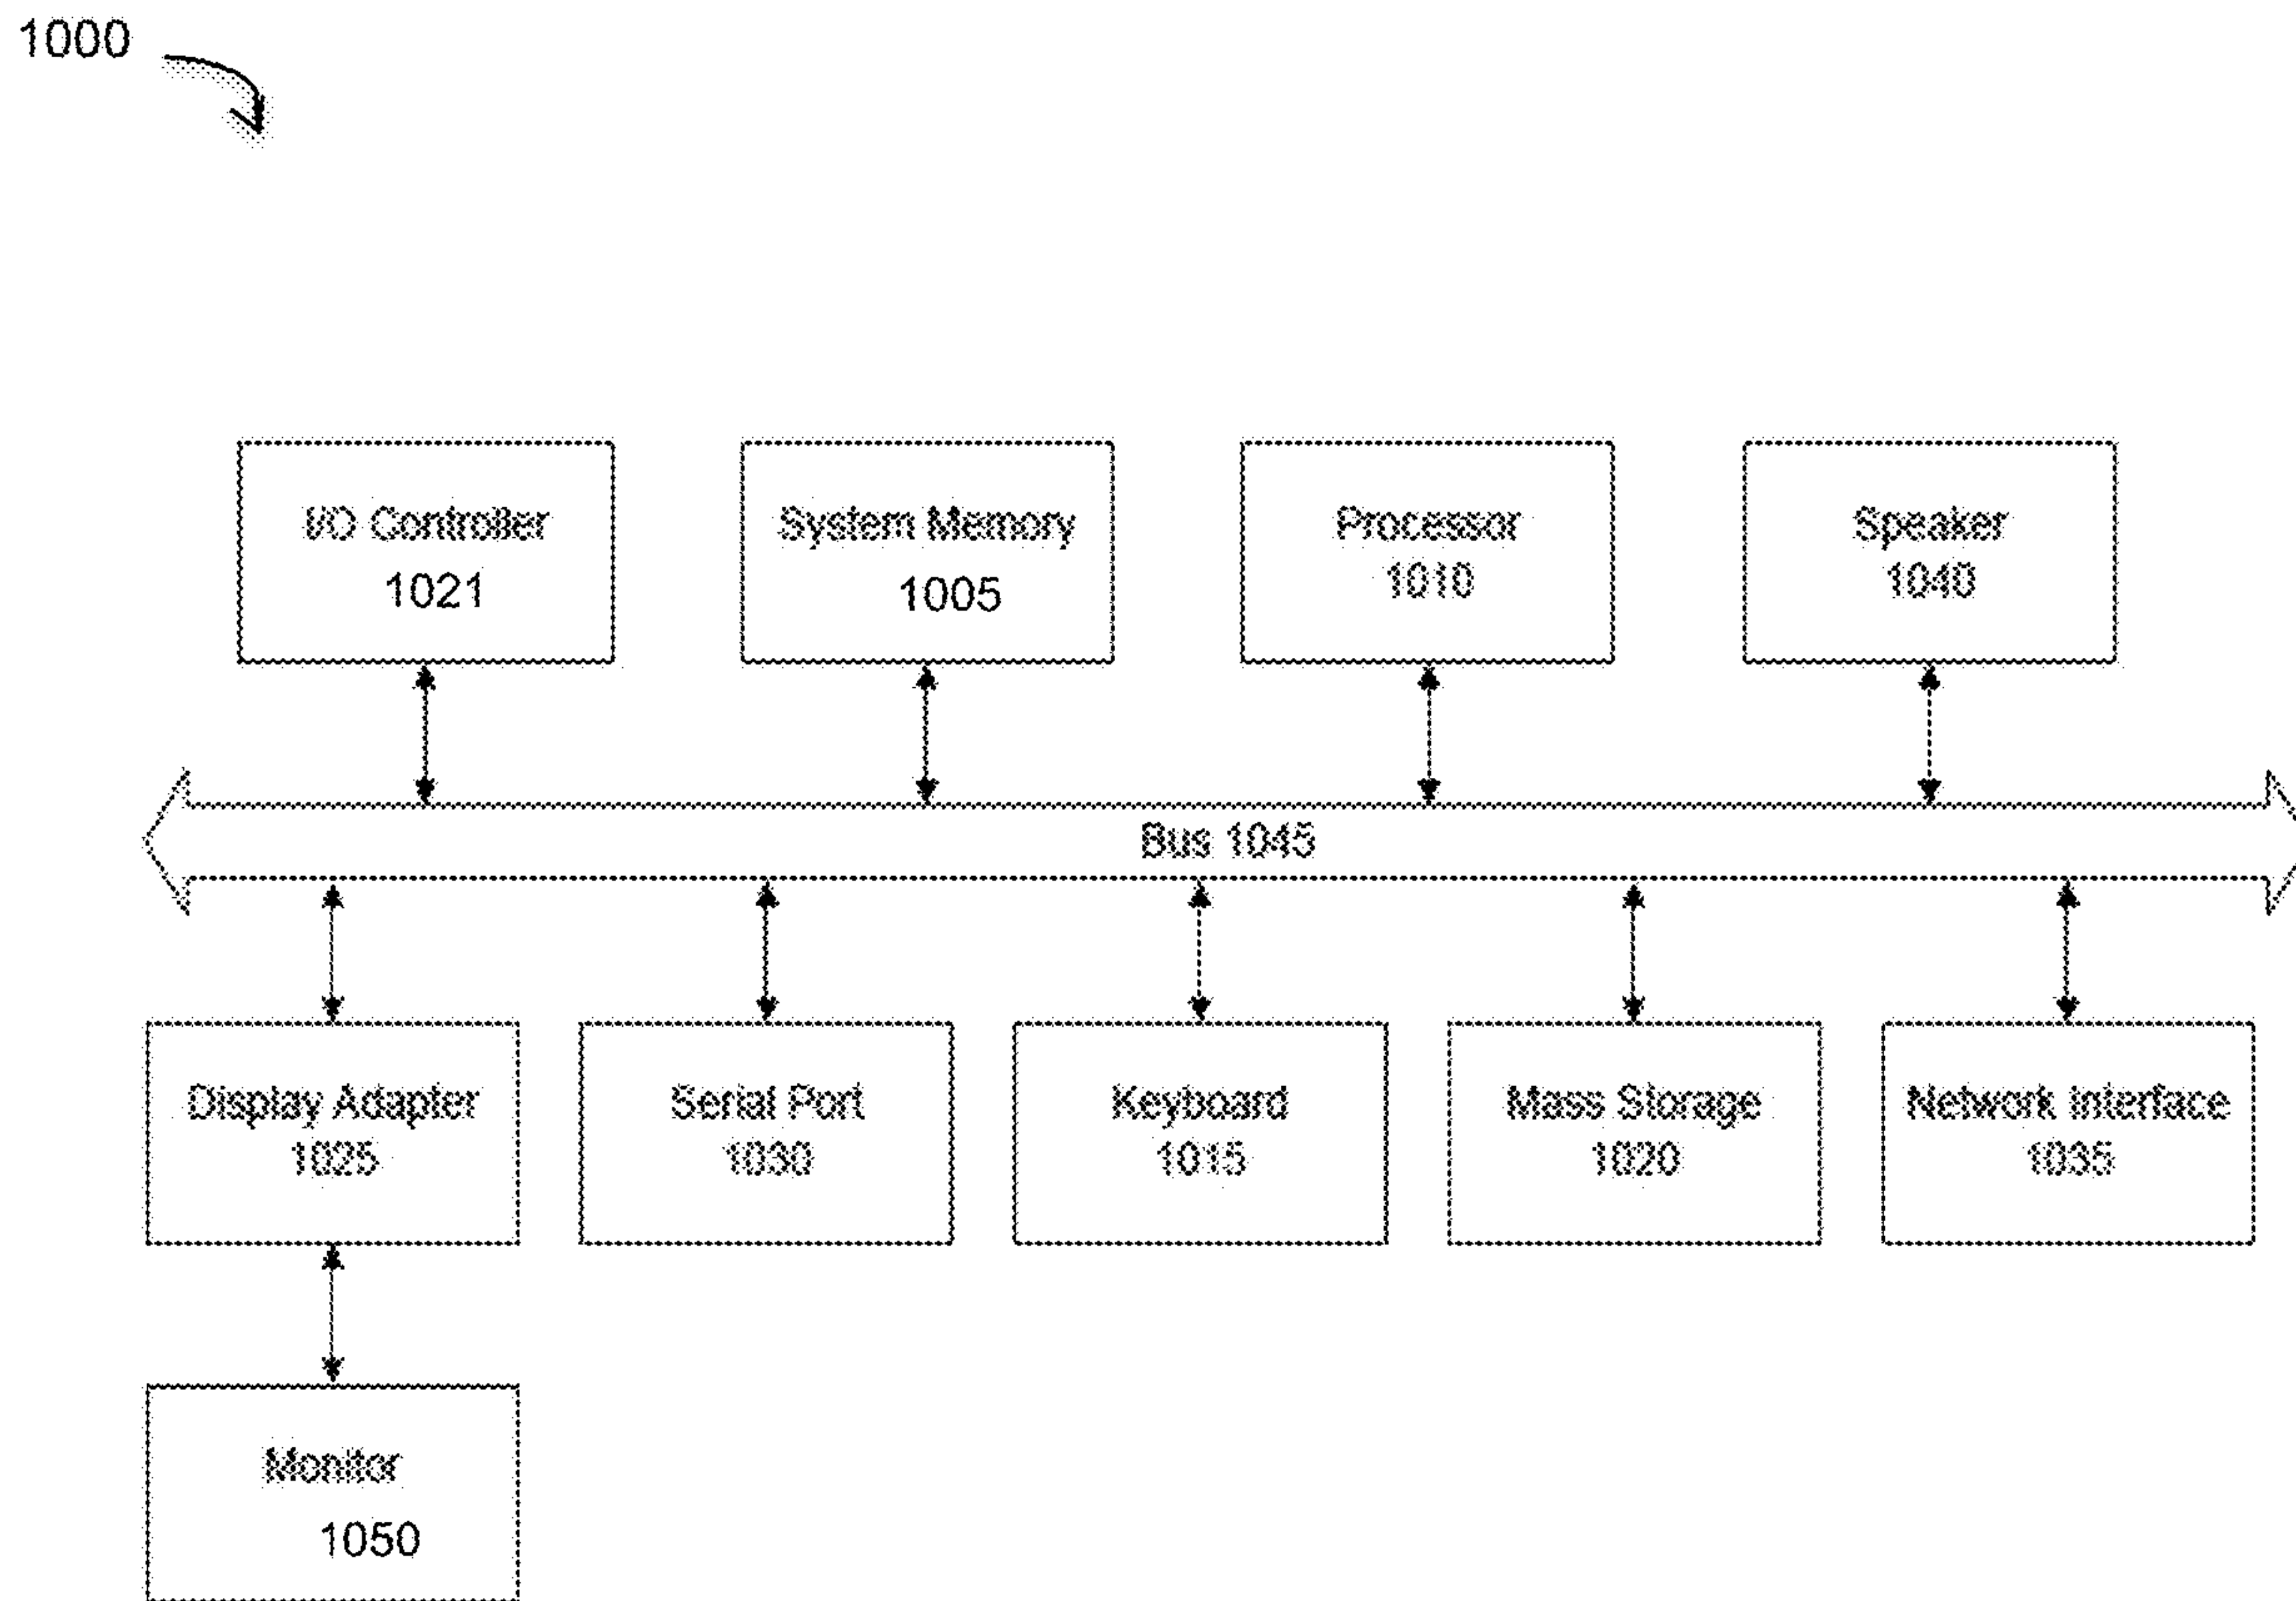 1000
I/O Controller
1021
System Memory
1005
Processor
1010
Speaker
1040
Bus 1045
Display Adapter
1025
Serial Port
1030
Keyboard
1015
Mass Storage
1020
Network Interface
1035
Monitor
1050